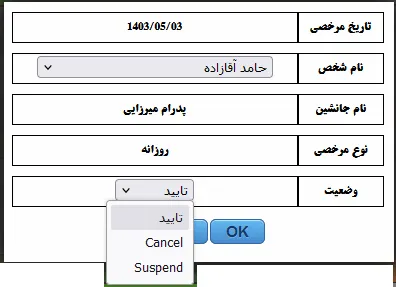 تاریخ مرخصی 1403/05/03
نام شخص حامد آقازاده
نام جانشین پدرام میرزایی
نوع مرخصی روزانه
وضعیت تایید
تایید
Cancel
Suspend
OK